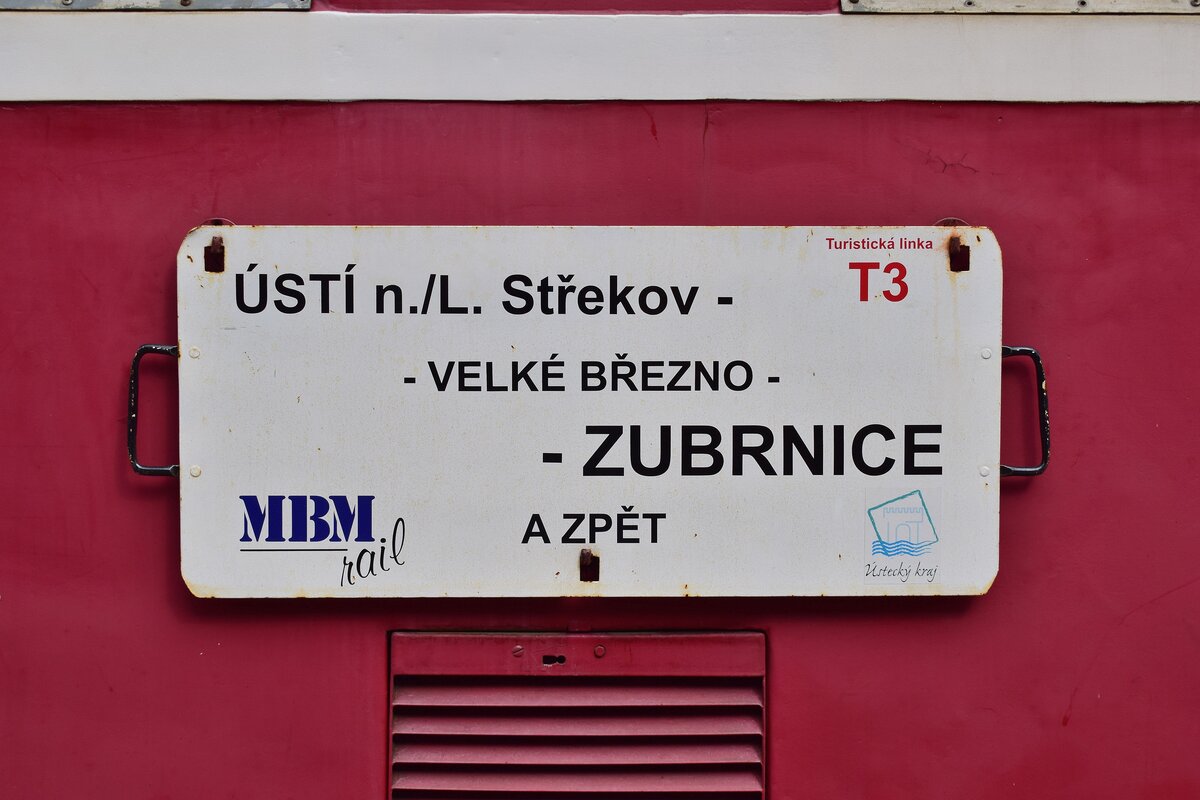 Turistická linka
T3
ÚSTÍ n./L. Střekov -
- VELKÉ BŘEZNO -
- ZUBRNICE
A ZPĚT
MBM
rail
Ústecký kraj